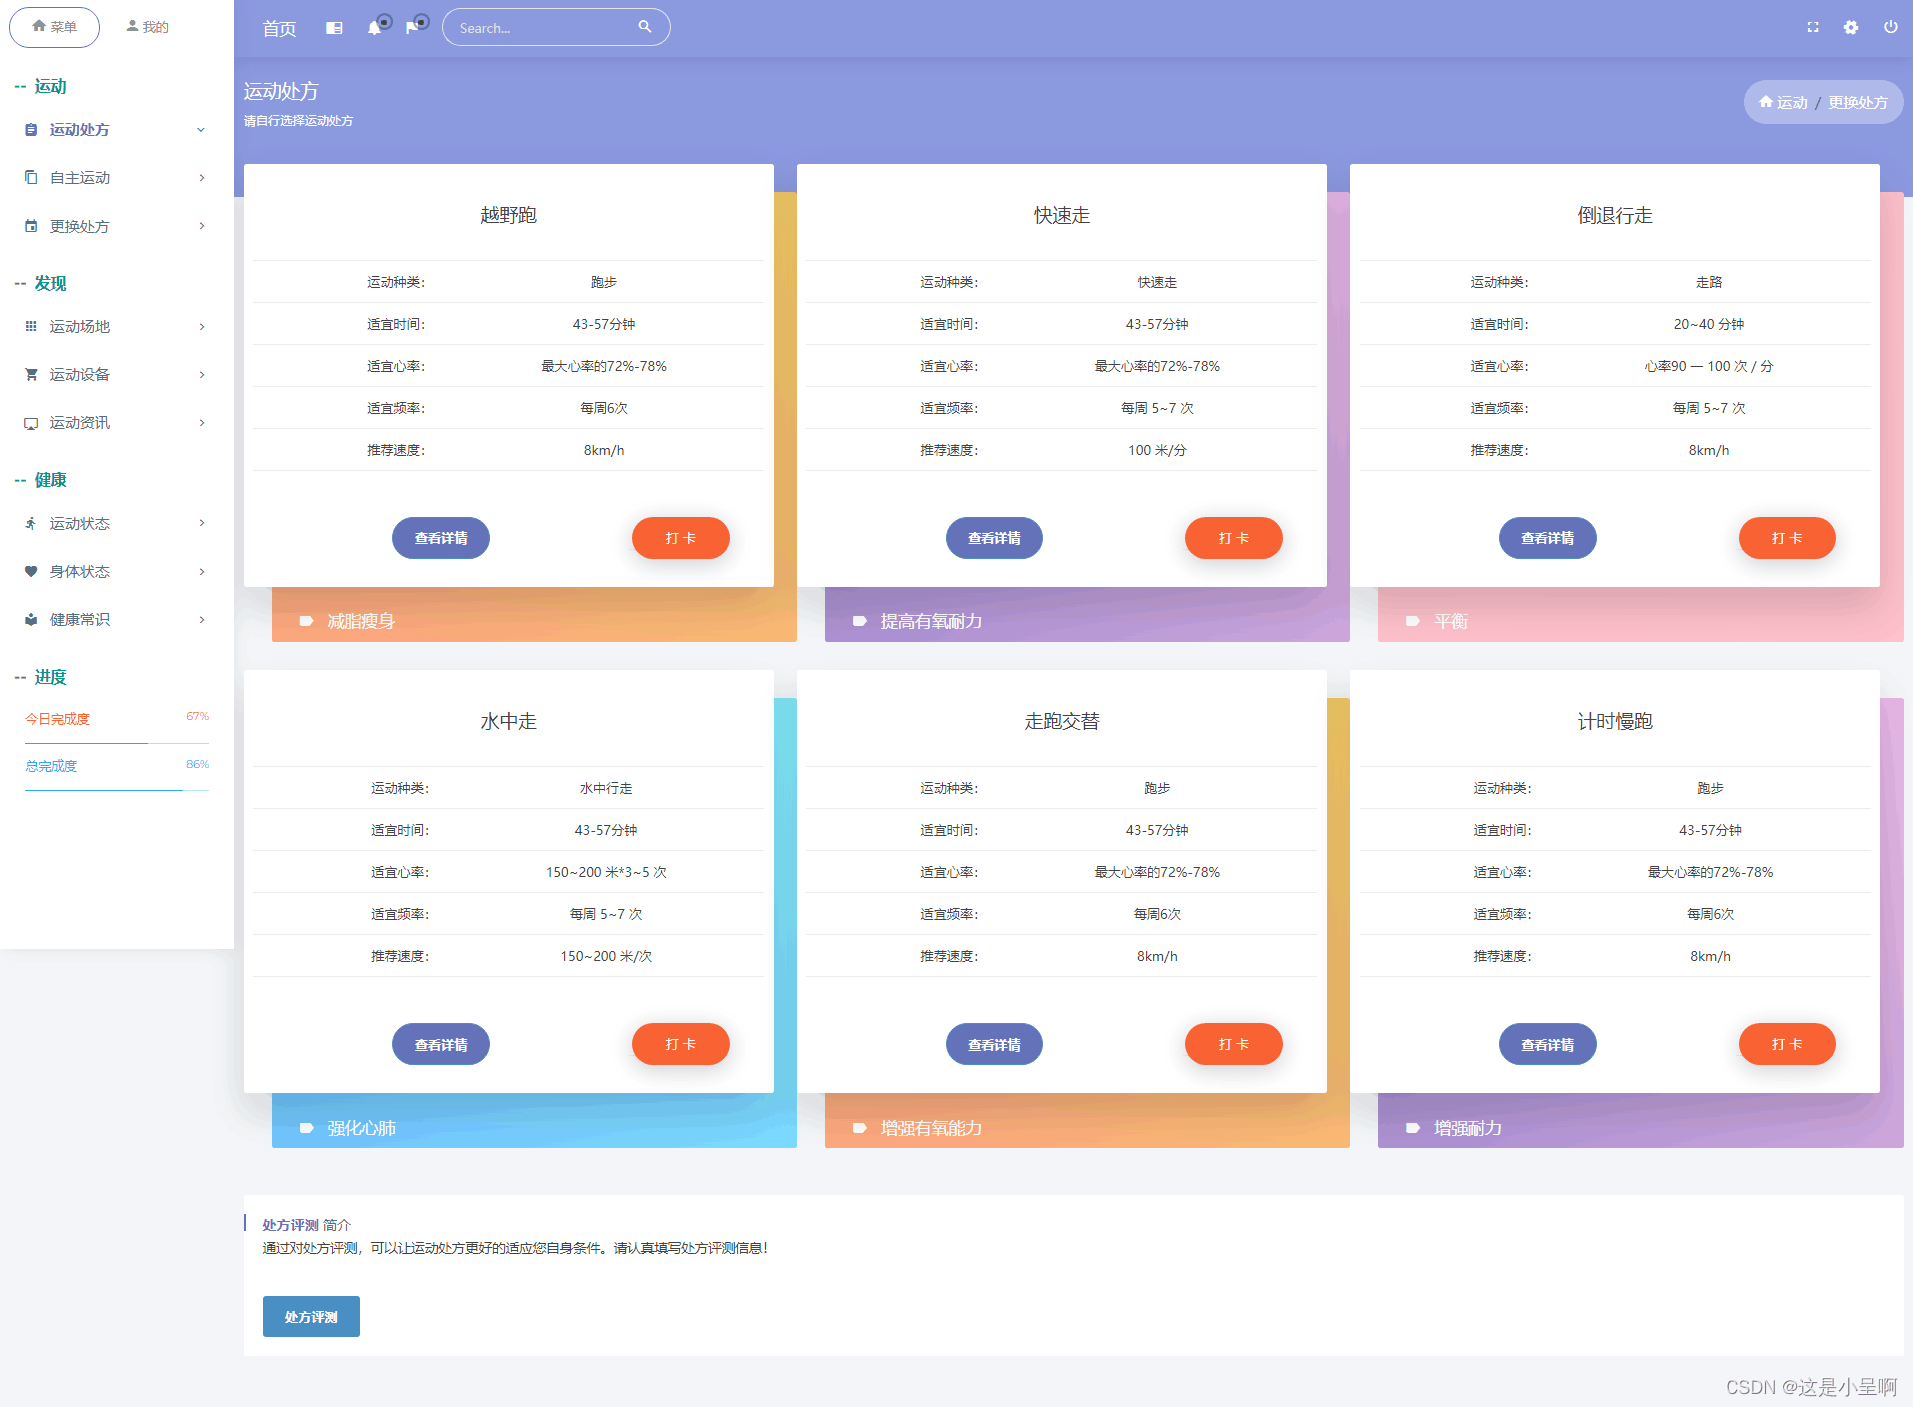 菜单
我的
-- 运动
运动处方
自主运动
更换处方
-- 发现
运动场地
运动设备
运动资讯
-- 健康
运动状态
身体状态
健康常识
-- 进度
今日完成度 67%
总完成度 86%
首页
Search...
运动处方
请自行选择运动处方
运动 / 更换处方
越野跑
运动种类： 跑步
适宜时间： 43-57分钟
适宜心率： 最大心率的72%-78%
适宜频率： 每周6次
推荐速度： 8km/h
查看详情 打 卡
减脂瘦身
快速走
运动种类： 快速走
适宜时间： 43-57分钟
适宜心率： 最大心率的72%-78%
适宜频率： 每周 5~7 次
推荐速度： 100 米/分
查看详情 打 卡
提高有氧耐力
倒退行走
运动种类： 走路
适宜时间： 20~40 分钟
适宜心率： 心率90 — 100 次 / 分
适宜频率： 每周 5~7 次
推荐速度： 8km/h
查看详情 打 卡
平衡
水中走
运动种类： 水中行走
适宜时间： 43-57分钟
适宜心率： 150~200 米*3~5 次
适宜频率： 每周 5~7 次
推荐速度： 150~200 米/次
查看详情 打 卡
强化心肺
走跑交替
运动种类： 跑步
适宜时间： 43-57分钟
适宜心率： 最大心率的72%-78%
适宜频率： 每周6次
推荐速度： 8km/h
查看详情 打 卡
增强有氧能力
计时慢跑
运动种类： 跑步
适宜时间： 43-57分钟
适宜心率： 最大心率的72%-78%
适宜频率： 每周6次
推荐速度： 8km/h
查看详情 打 卡
增强耐力
处方评测 简介
通过对处方评测，可以让运动处方更好的适应您自身条件。请认真填写处方评测信息！
处方评测
CSDN @这是小呈啊